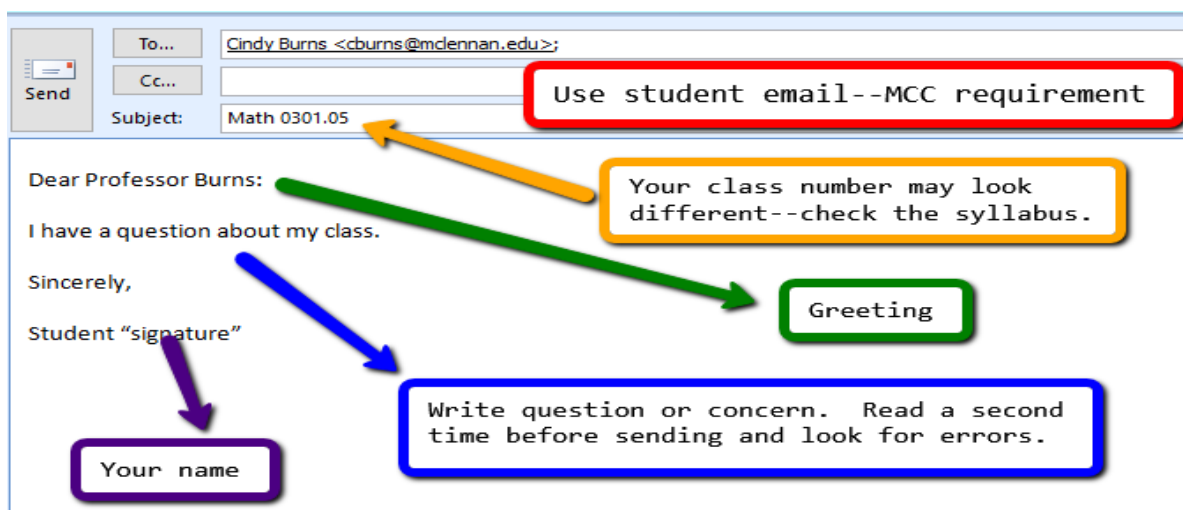 To...
Cindy Burns <cburns@mclennan.edu>;
Send
Cc...
Use student email--MCC requirement
Subject:
Math 0301.05
Dear Professor Burns:
Your class number may look
different--check the syllabus.
I have a question about my class.
Sincerely,
Greeting
Student “signature”
Write question or concern.  Read a second
time before sending and look for errors.
Your name